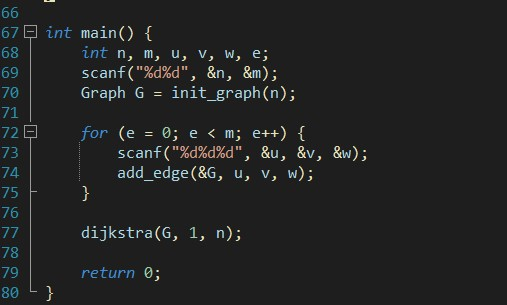 66
67 int main() {
68 int n, m, u, v, w, e;
69 scanf("%d%d", &n, &m);
70 Graph G = init_graph(n);
71
72 for (e = 0; e < m; e++) {
73 scanf("%d%d%d", &u, &v, &w);
74 add_edge(&G, u, v, w);
75 }
76
77 dijkstra(G, 1, n);
78
79 return 0;
80 }